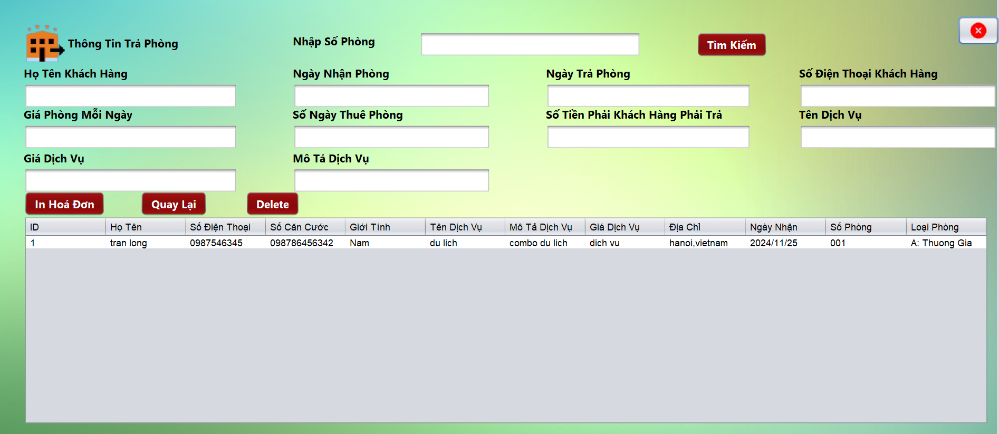 Thông Tin Trả Phòng
Nhập Số Phòng
Tìm Kiếm
Họ Tên Khách Hàng Ngày Nhận Phòng Ngày Trả Phòng Số Điện Thoại Khách Hàng
Giá Phòng Mỗi Ngày Số Ngày Thuê Phòng Số Tiền Phải Khách Hàng Phải Trả Tên Dịch Vụ
Giá Dịch Vụ Mô Tả Dịch Vụ
In Hoá Đơn Quay Lại Delete
ID Họ Tên Số Điện Thoại Số Căn Cước Giới Tính Tên Dịch Vụ Mô Tả Dịch Vụ Giá Dịch Vụ Địa Chỉ Ngày Nhận Số Phòng Loại Phòng
1 tran long 0987546345 098786456342 Nam du lich combo du lich dich vu hanoi,vietnam 2024/11/25 001 A: Thuong Gia